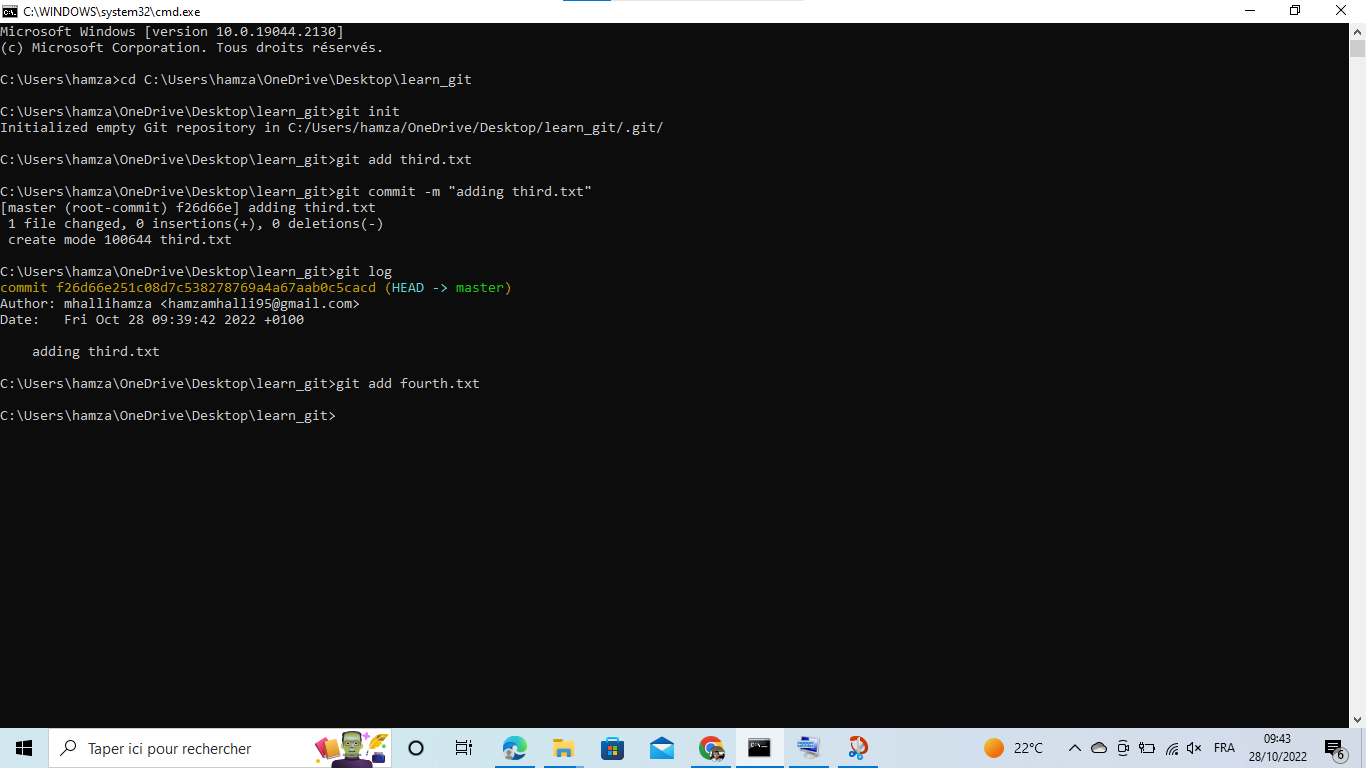 C:\WINDOWS\system32\cmd.exe
Microsoft Windows [version 10.0.19044.2130]
(c) Microsoft Corporation. Tous droits réservés.
C:\Users\hamza>cd C:\Users\hamza\OneDrive\Desktop\learn_git
C:\Users\hamza\OneDrive\Desktop\learn_git>git init
Initialized empty Git repository in C:/Users/hamza/OneDrive/Desktop/learn_git/.git/
C:\Users\hamza\OneDrive\Desktop\learn_git>git add third.txt
C:\Users\hamza\OneDrive\Desktop\learn_git>git commit -m "adding third.txt"
[master (root-commit) f26d66e] adding third.txt
 1 file changed, 0 insertions(+), 0 deletions(-)
 create mode 100644 third.txt
C:\Users\hamza\OneDrive\Desktop\learn_git>git log
commit f26d66e251c08d7c538278769a4a67aab0c5cacd (HEAD -> master)
Author: mhallihamza <hamzamhalli95@gmail.com>
Date:   Fri Oct 28 09:39:42 2022 +0100
    adding third.txt
C:\Users\hamza\OneDrive\Desktop\learn_git>git add fourth.txt
C:\Users\hamza\OneDrive\Desktop\learn_git>
Taper ici pour rechercher
22°C
FRA
09:43
28/10/2022
6